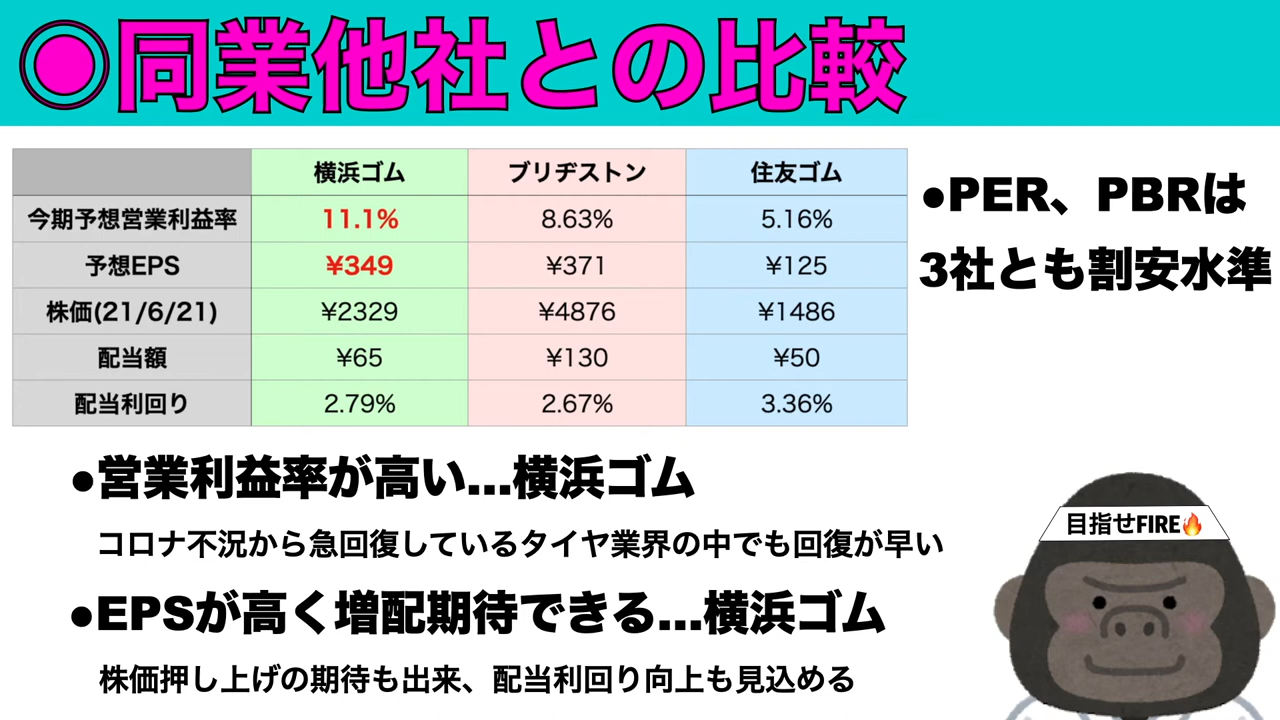 ◉同業他社との比較
横浜ゴム ブリヂストン 住友ゴム
今期予想営業利益率 11.1% 8.63% 5.16%
予想EPS ¥349 ¥371 ¥125
株価(21/6/21) ¥2329 ¥4876 ¥1486
配当額 ¥65 ¥130 ¥50
配当利回り 2.79% 2.67% 3.36%
●PER、PBRは
3社とも割安水準
●営業利益率が高い…横浜ゴム
コロナ不況から急回復しているタイヤ業界の中でも回復が早い
●EPSが高く増配期待できる…横浜ゴム
株価押し上げの期待も出来、配当利回り向上も見込める
目指せFIRE🔥